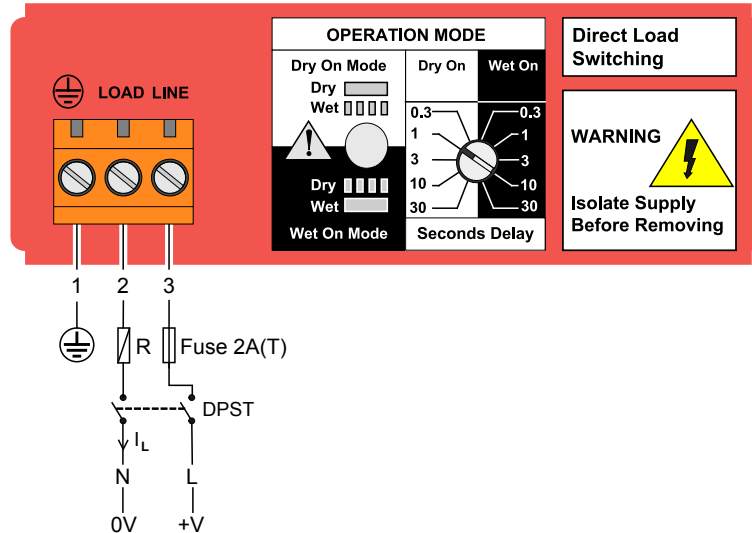 LOAD LINE
OPERATION MODE
Dry On Mode
Dry
Wet
Dry
Wet
Wet On Mode
Dry On
Wet On
0.3 0.3
1 1
3 3
10 10
30 30
Seconds Delay
Direct Load
Switching
WARNING
Isolate Supply
Before Removing
1 2 3
R Fuse 2A(T)
DPST
IL
N L
0V +V